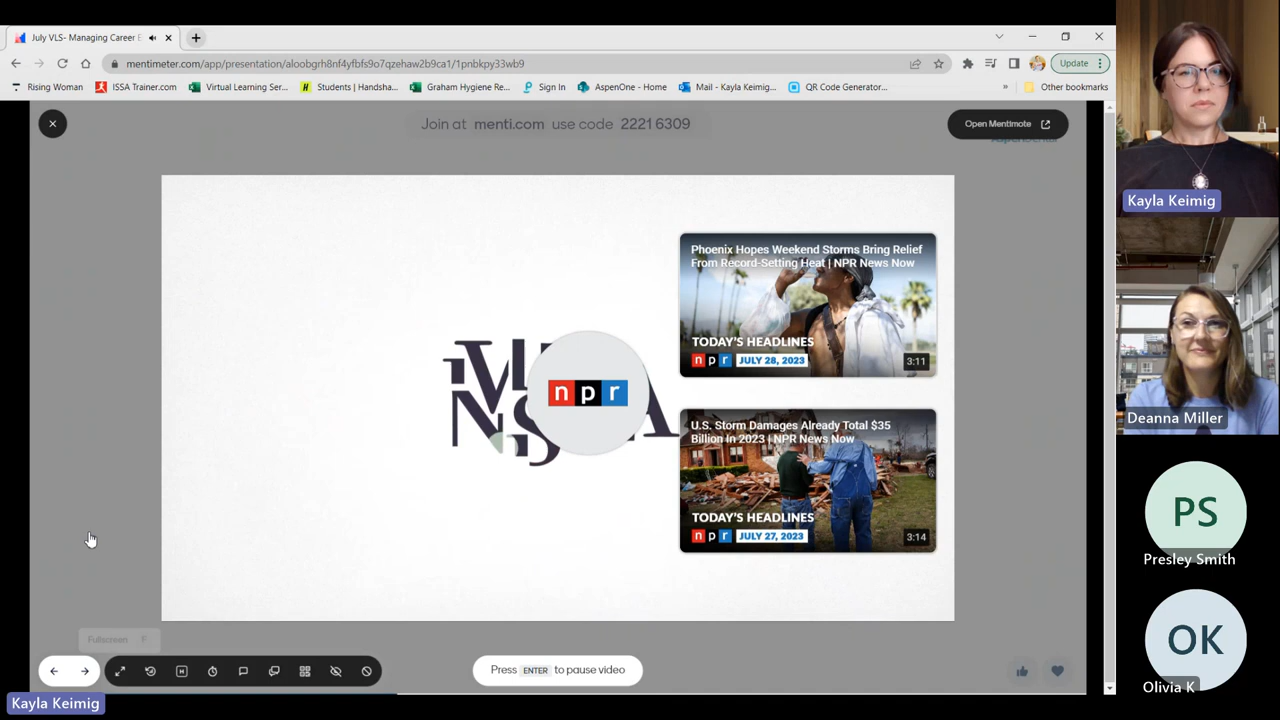 July VLS- Managing Career E
mentimeter.com/app/presentation/aloobgrh8nf4yfbfs9o7qzehaw2b9ca1/1pnbkpy33wb9
Update
Rising Woman
ISSA Trainer.com
Virtual Learning Ser...
Students | Handsha...
Graham Hygiene Re...
Sign In
AspenOne - Home
Mail - Kayla Keimig...
QR Code Generator...
»
Other bookmarks
Join at menti.com use code 2221 6309
Open Mentimote
Phoenix Hopes Weekend Storms Bring Relief
From Record-Setting Heat | NPR News Now
TODAY'S HEADLINES
npr JULY 28, 2023
3:11
npr
U.S. Storm Damages Already Total $35
Billion in 2023 | NPR News Now
TODAY'S HEADLINES
npr JULY 27, 2023
3:14
Fullscreen F
H
Press ENTER to pause video
Kayla Keimig
Kayla Keimig
Deanna Miller
PS
Presley Smith
OK
Olivia K